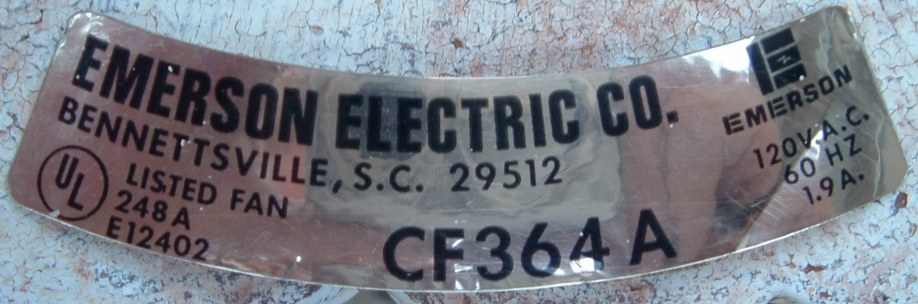 EMERSON ELECTRIC CO.
BENNETTSVILLE, S.C. 29512
UL
LISTED FAN
248A
E12402
CF364A
EMERSON
120V.A.C.
60 HZ
1.9A.